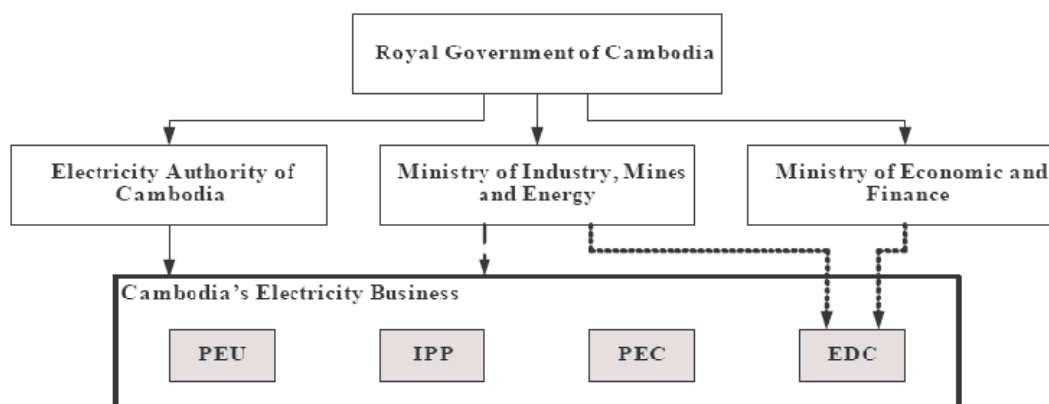 Royal Government of Cambodia
Electricity Authority of
Cambodia
Ministry of Industry, Mines
and Energy
Ministry of Economic and
Finance
Cambodia's Electricity Business
PEU
IPP
PEC
EDC